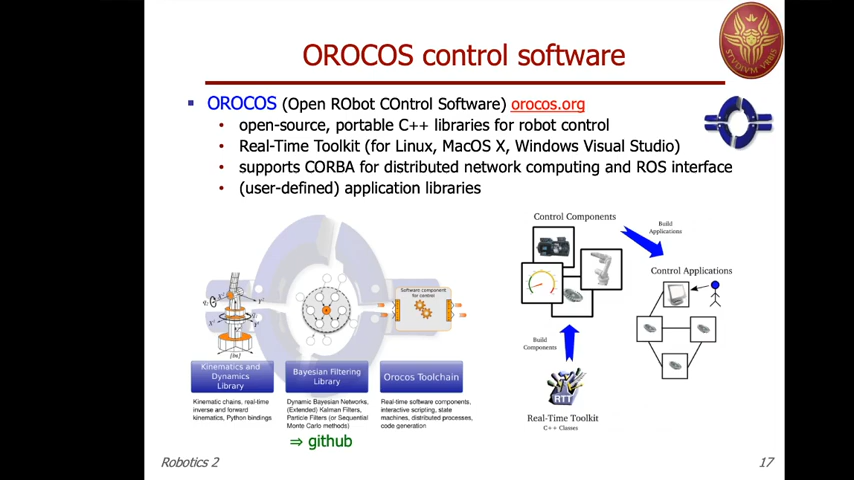 OROCOS control software
STVDIVM VRBIS
OROCOS (Open RObot COntrol Software) orocos.org
open-source, portable C++ libraries for robot control
Real-Time Toolkit (for Linux, MacOS X, Windows Visual Studio)
supports CORBA for distributed network computing and ROS interface
(user-defined) application libraries
Software component
for control
Kinematics and
Dynamics
Library
Bayesian Filtering
Library
Orocos Toolchain
Kinematic chains, real-time
inverse and forward
kinematics, Python bindings
Dynamic Bayesian Networks,
(Extended) Kalman Filters,
Particle Filters (or Sequential
Monte Carlo methods)
Real-time software components,
interactive scripting, state
machines, distributed processes,
code generation
⇒ github
Control Components
Build
Applications
Control Applications
Build
Components
RTT
Real-Time Toolkit
C++ Classes
Robotics 2
17